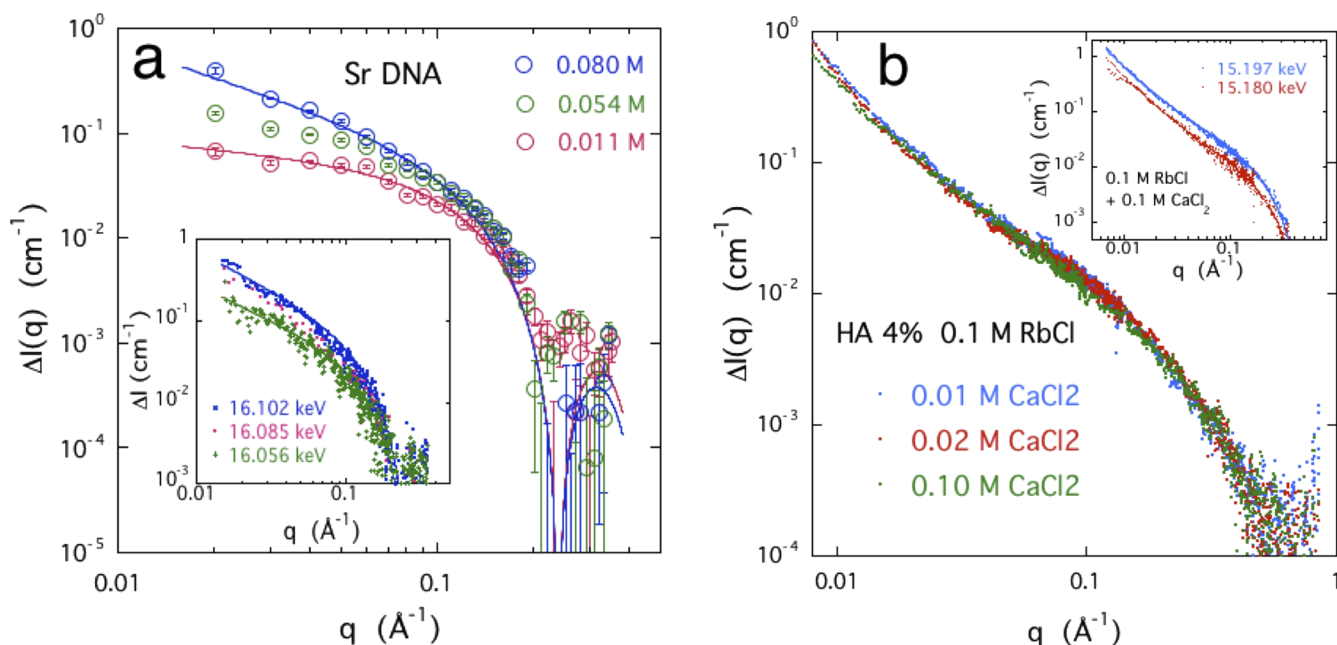 a
Sr DNA
0.080 M
0.054 M
0.011 M
10⁰
10⁻¹
10⁻²
10⁻³
10⁻⁴
10⁻⁵
ΔI(q) (cm⁻¹)
0.01
0.1
q (Å⁻¹)
1
0.1
10⁻²
10⁻³
ΔI (cm⁻¹)
16.102 keV
16.085 keV
16.056 keV
0.01
0.1
q (Å⁻¹)
b
10⁰
10⁻¹
10⁻²
10⁻³
10⁻⁴
ΔI(q) (cm⁻¹)
HA 4% 0.1 M RbCl
0.01 M CaCl2
0.02 M CaCl2
0.10 M CaCl2
0.01
0.1
1
q (Å⁻¹)
1
10⁻¹
10⁻²
10⁻³
ΔI(q) (cm⁻¹)
15.197 keV
15.180 keV
0.1 M RbCl
+ 0.1 M CaCl₂
0.01
0.1
q (Å⁻¹)